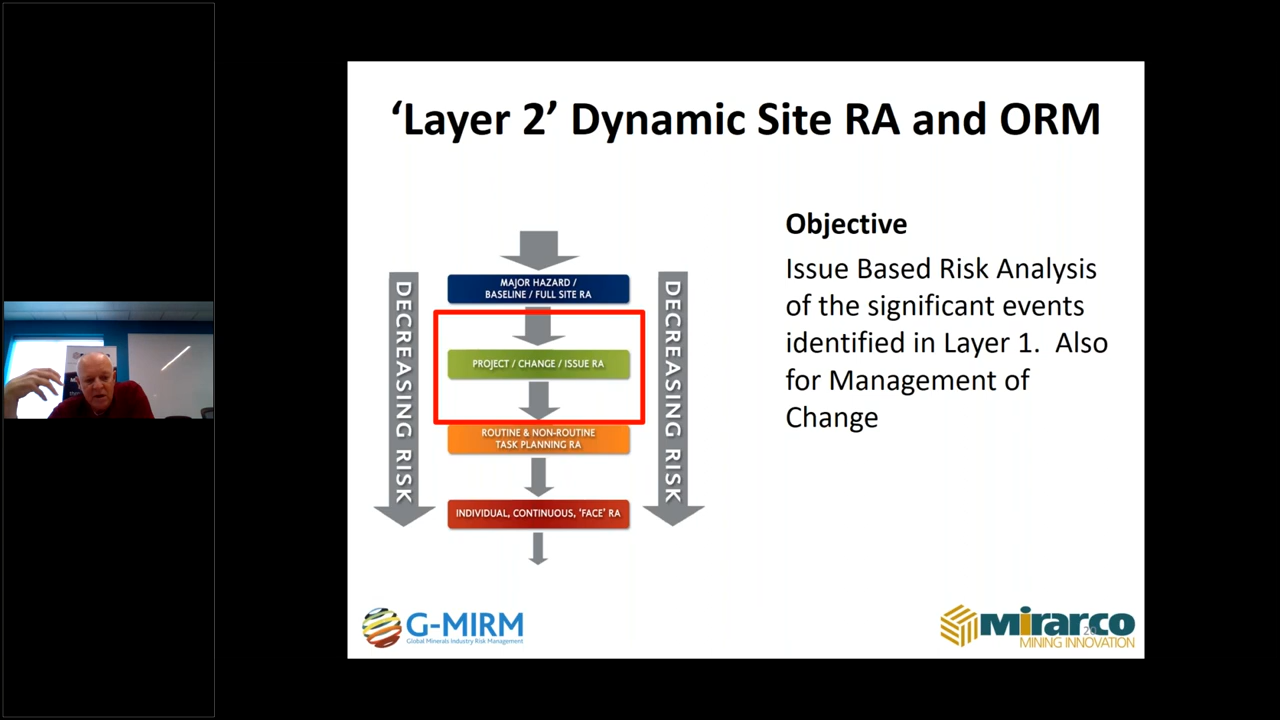 ‘Layer 2’ Dynamic Site RA and ORM
DECREASING RISK
MAJOR HAZARD /
BASELINE / FULL SITE RA
PROJECT / CHANGE / ISSUE RA
ROUTINE & NON-ROUTINE
TASK PLANNING RA
INDIVIDUAL, CONTINUOUS, ‘FACE’ RA
DECREASING RISK
Objective
Issue Based Risk Analysis
of the significant events
identified in Layer 1. Also
for Management of
Change
G-MIRM
Global Minerals Industry Risk Management
Mirarco
MINING INNOVATION